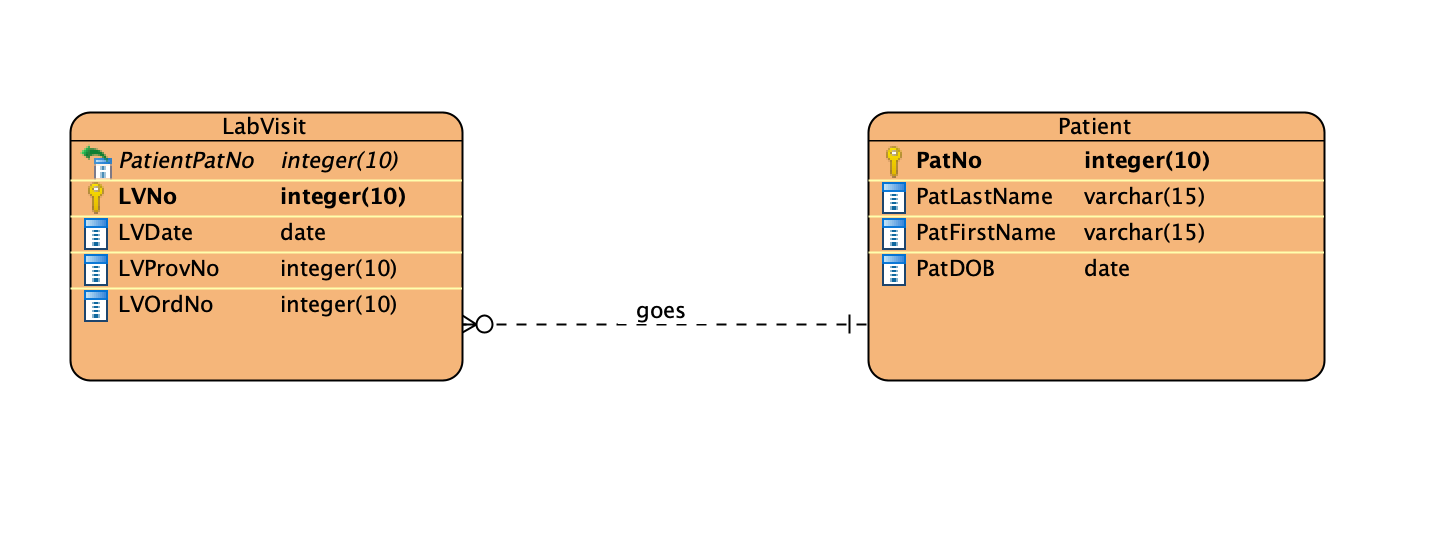 LabVisit
PatientPatNo integer(10)
LVNo integer(10)
LVDate date
LVProvNo integer(10)
LVOrdNo integer(10)
goes
Patient
PatNo integer(10)
PatLastName varchar(15)
PatFirstName varchar(15)
PatDOB date